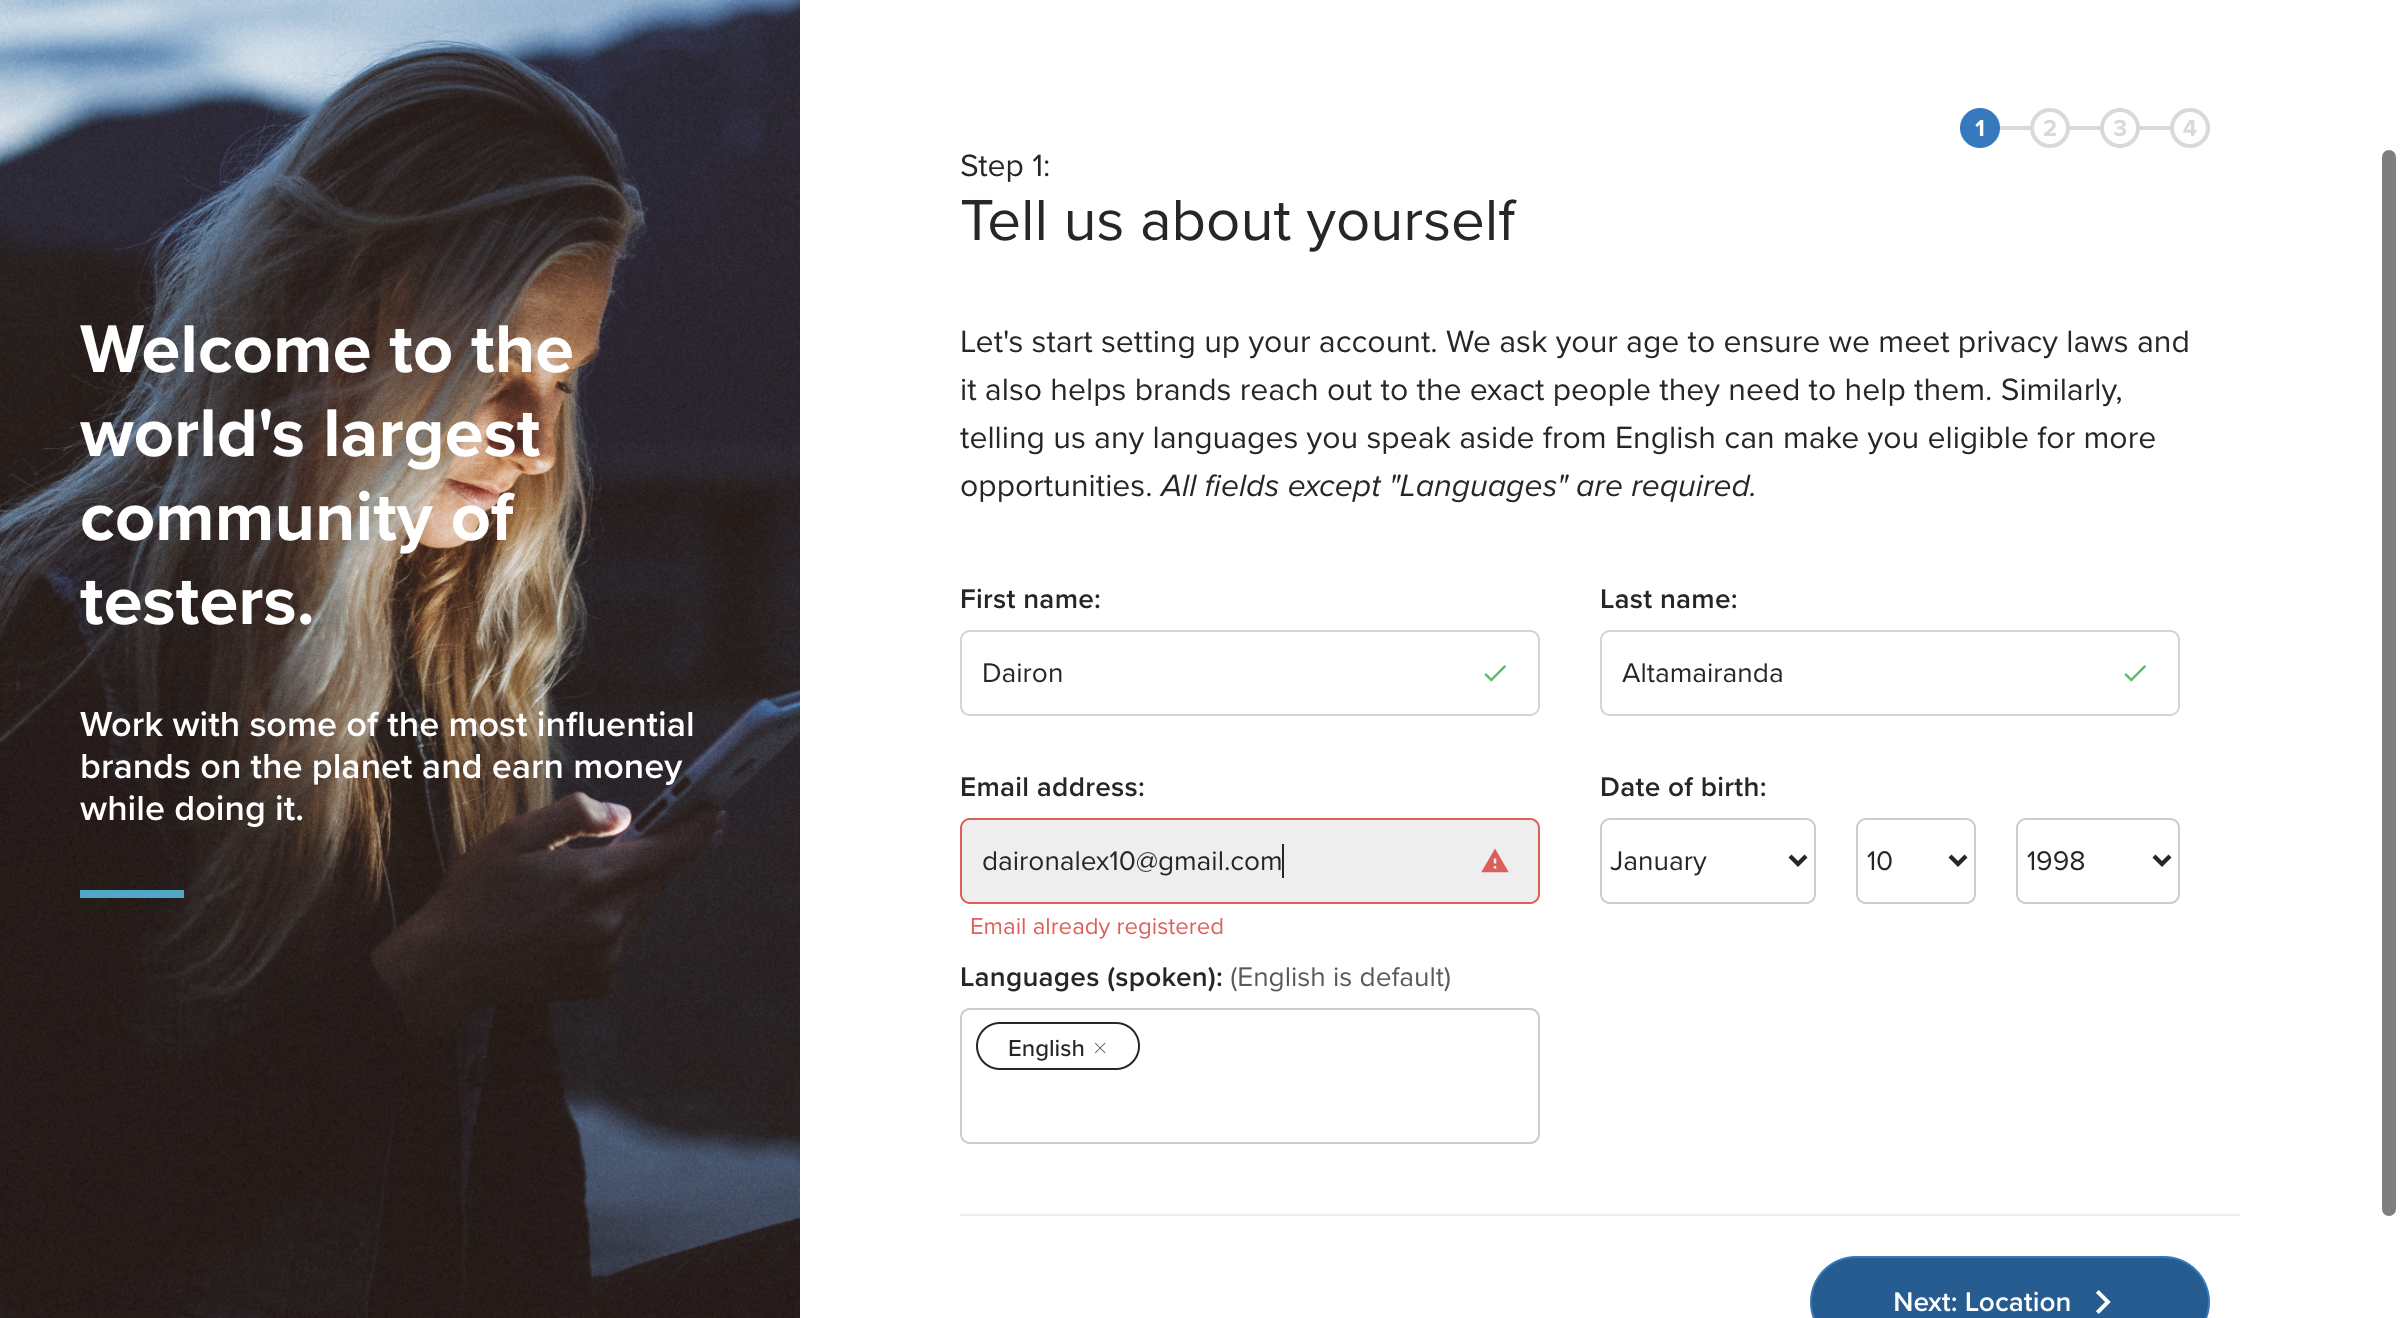 Welcome to the
world's largest
community of
testers.
Work with some of the most influential
brands on the planet and earn money
while doing it.
1
2
3
4
Step 1:
Tell us about yourself
Let's start setting up your account. We ask your age to ensure we meet privacy laws and
it also helps brands reach out to the exact people they need to help them. Similarly,
telling us any languages you speak aside from English can make you eligible for more
opportunities. All fields except "Languages" are required.
First name:
Last name:
Dairon
Altamairanda
Email address:
Date of birth:
daironalex10@gmail.com
January
10
1998
Email already registered
Languages (spoken): (English is default)
English ×
Next: Location